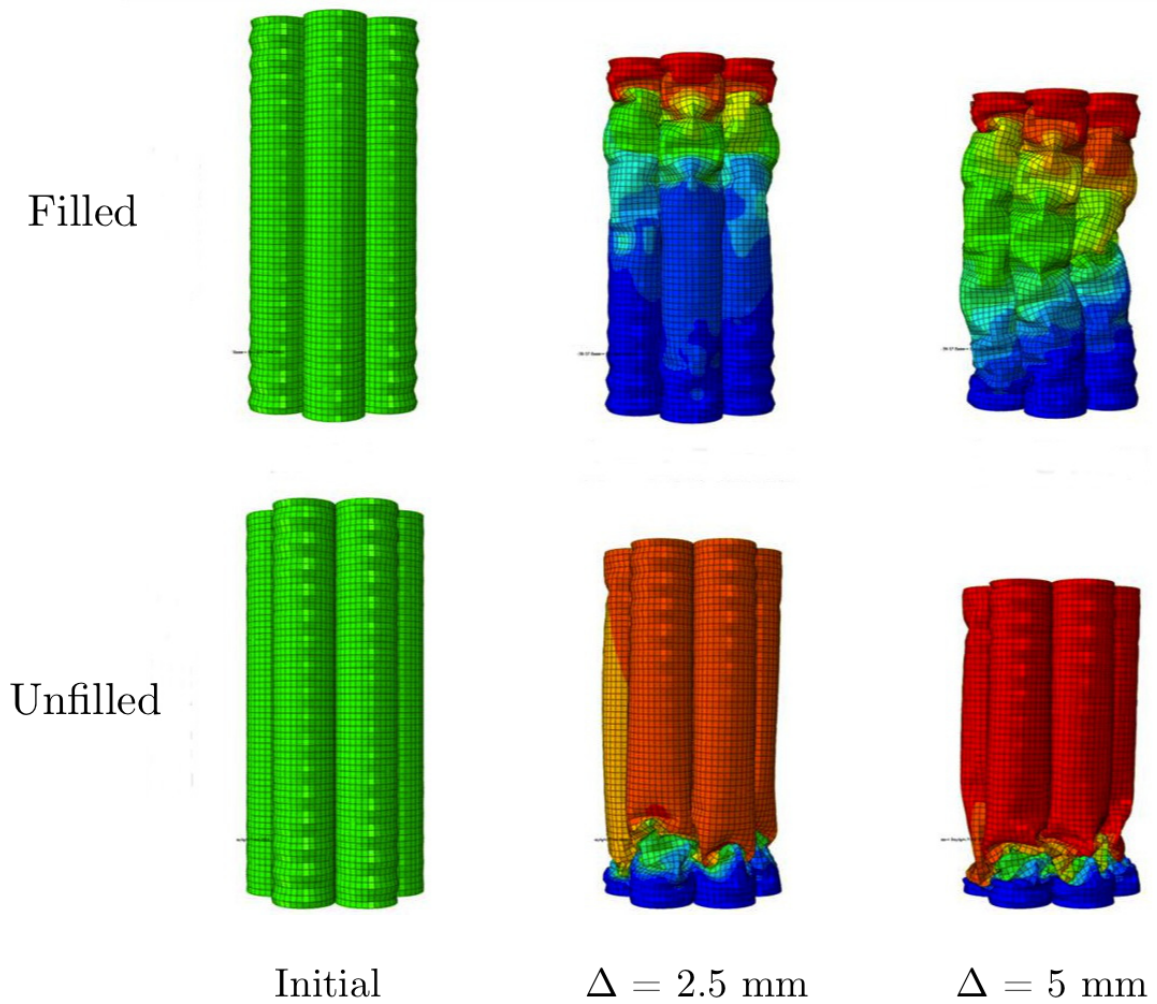 Filled
Unfilled
Initial
Δ = 2.5 mm
Δ = 5 mm